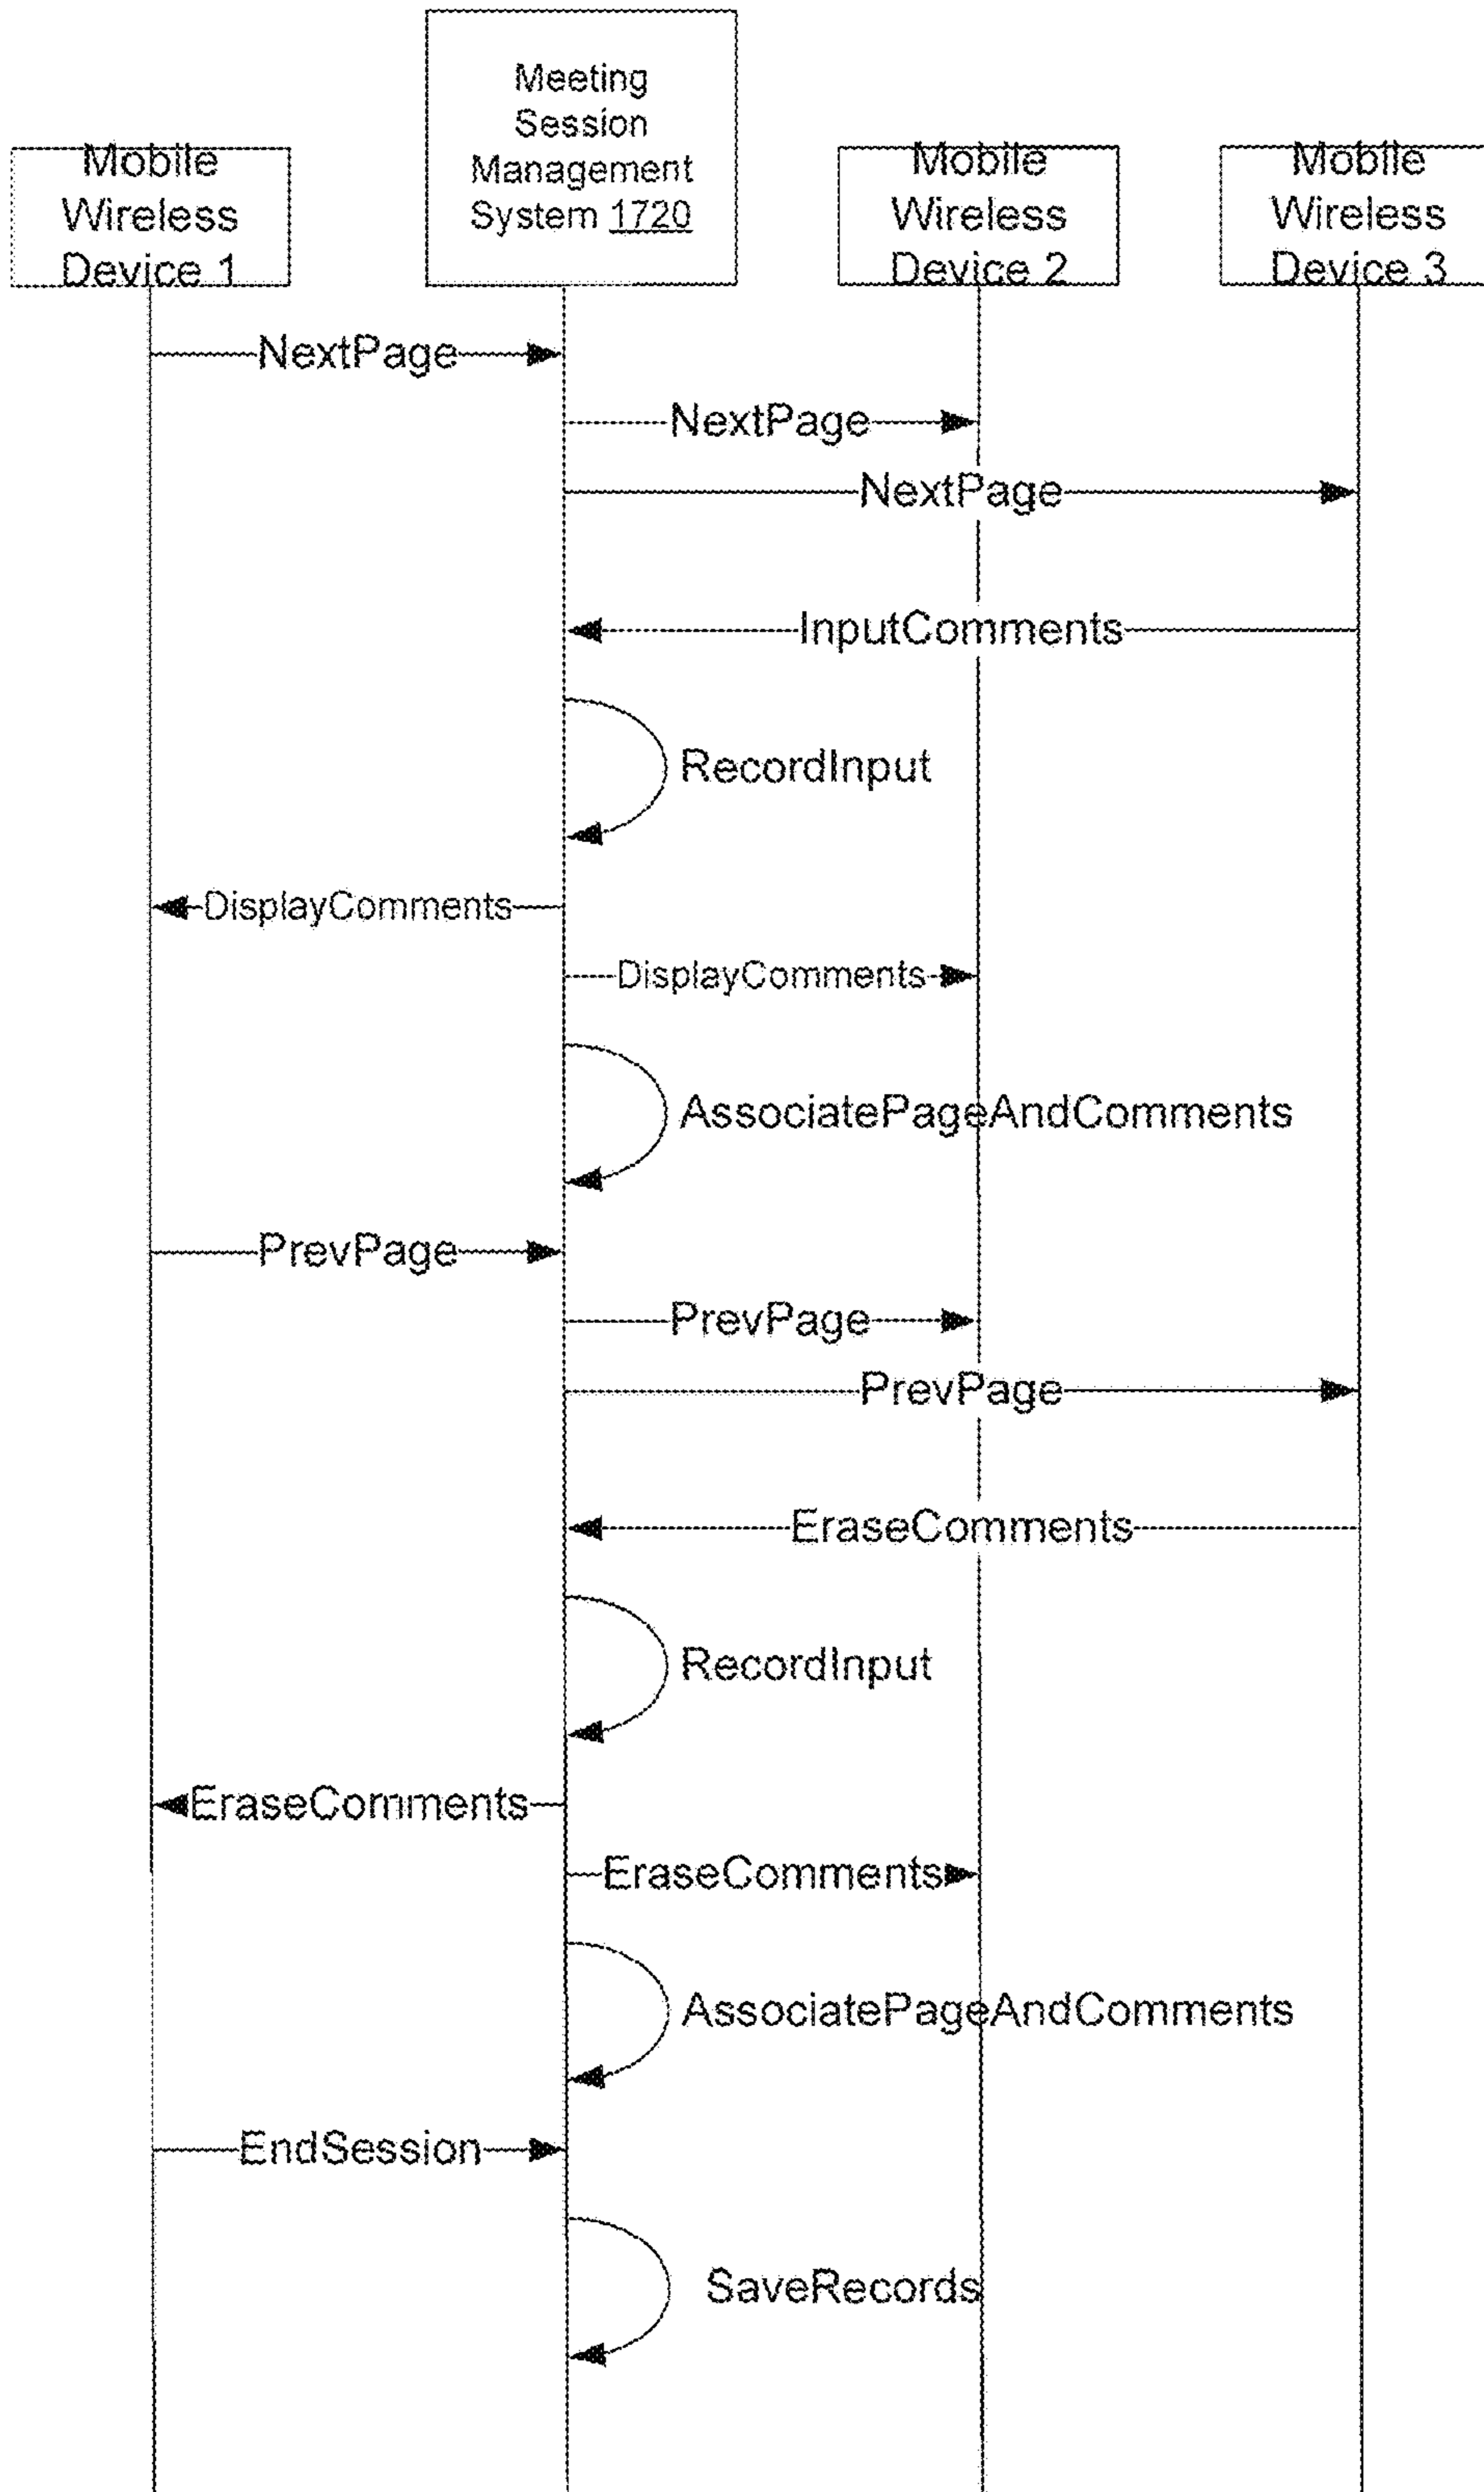 Meeting
Session
Management
System 1720
Mobile
Wireless
Device 1
Mobile
Wireless
Device 2
Mobile
Wireless
Device 3
NextPage
NextPage
NextPage
InputComments
RecordInput
DisplayComments
DisplayComments
AssociatePageAndComments
PrevPage
PrevPage
PrevPage
EraseComments
RecordInput
EraseComments
EraseComments
AssociatePageAndComments
EndSession
SaveRecords